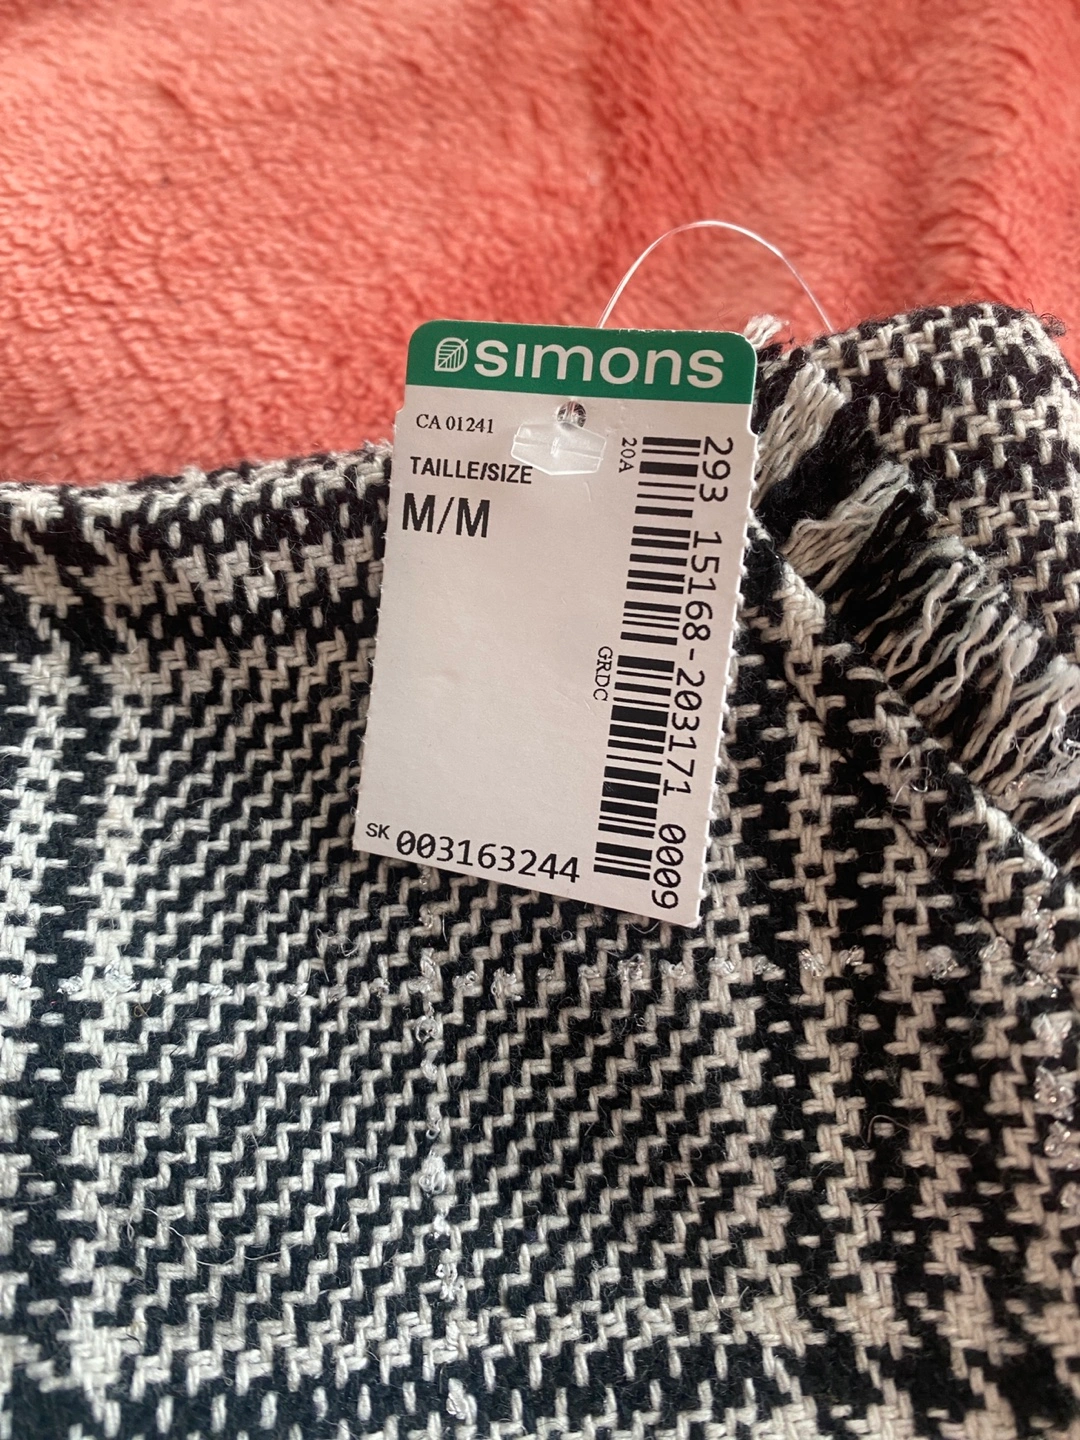 simons
CA 01241
TAILLE/SIZE
M/M
20A
293 15168-203171 0009
GRDC
SK 003163244